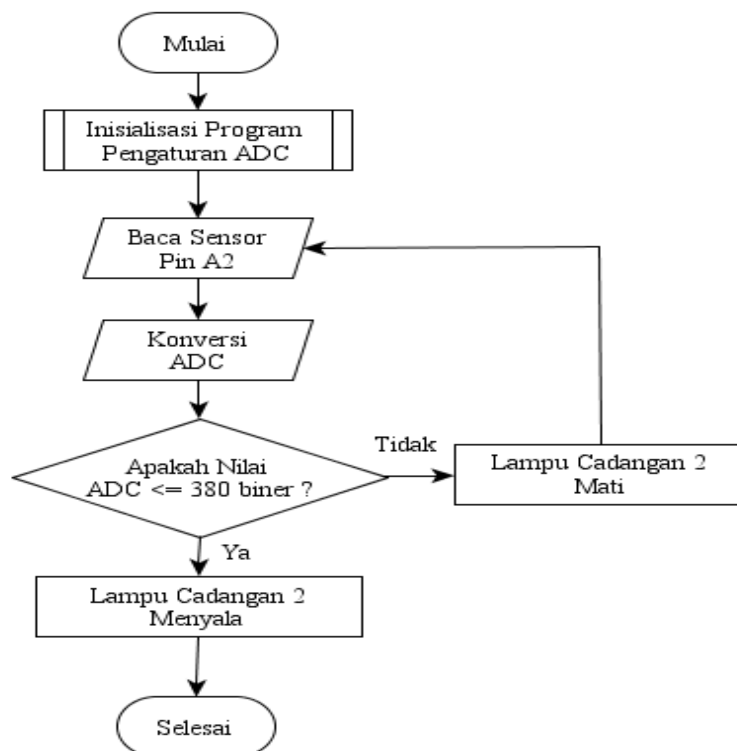 Mulai
Inisialisasi Program
Pengaturan ADC
Baca Sensor
Pin A2
Konversi
ADC
Apakah Nilai
ADC <= 380 biner ?
Tidak
Lampu Cadangan 2
Mati
Ya
Lampu Cadangan 2
Menyala
Selesai